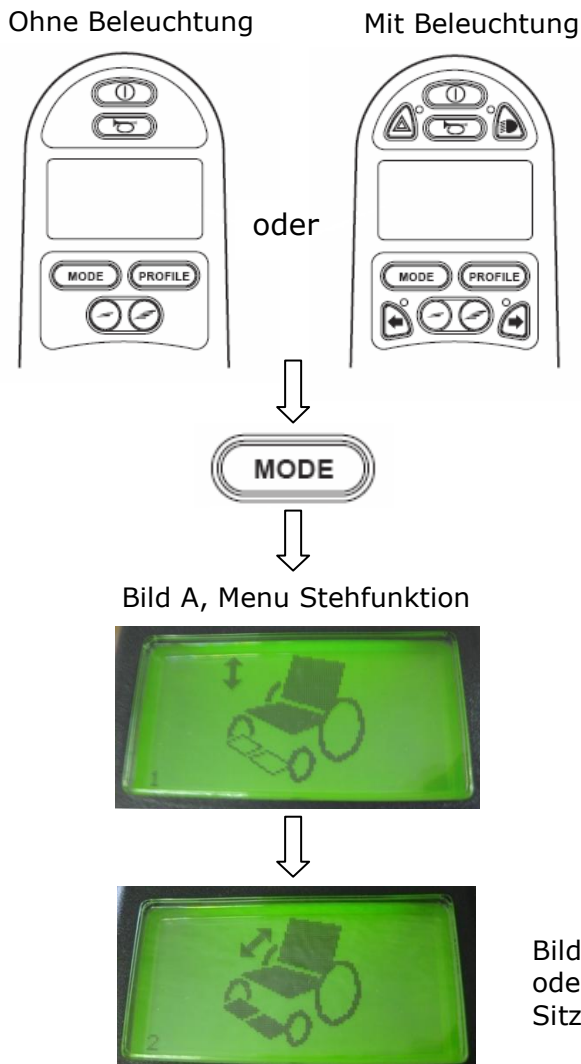 Ohne Beleuchtung
Mit Beleuchtung
MODE PROFILE
oder
MODE PROFILE
MODE
Bild A, Menu Stehfunktion
1
2
Bild
ode
Sitz